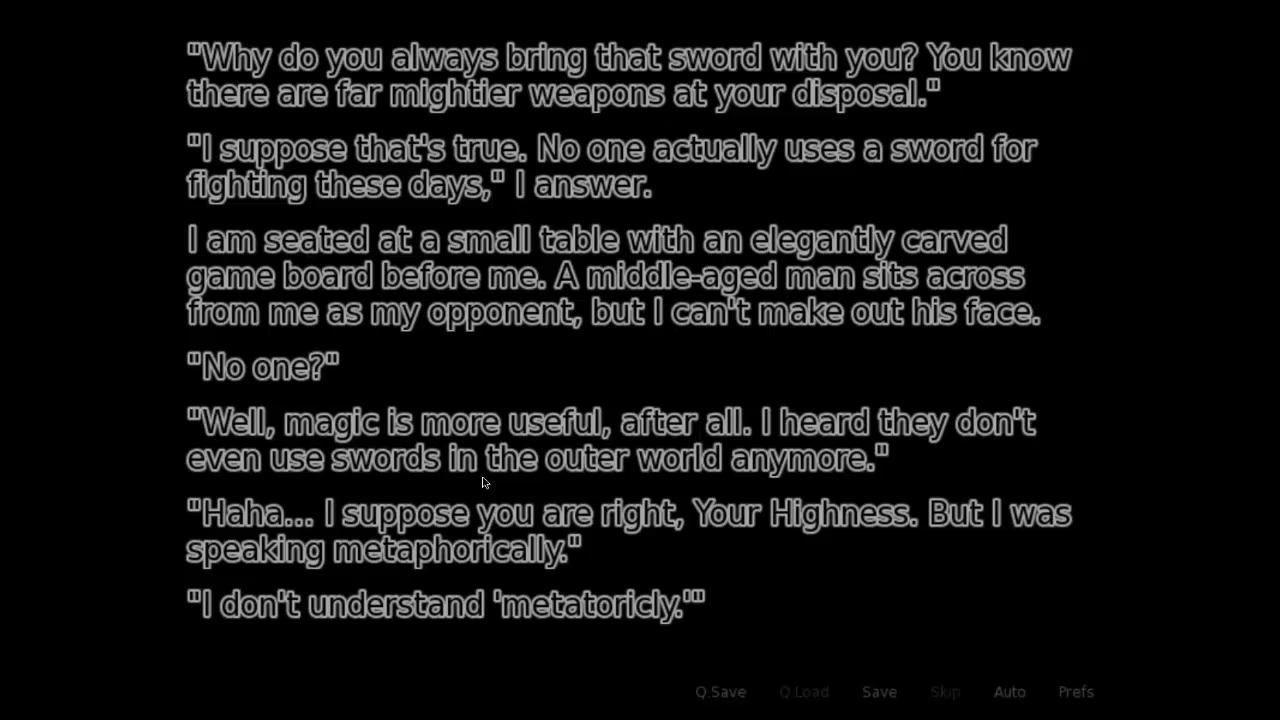 "Why do you always bring that sword with you? You know
there are far mightier weapons at your disposal."
"I suppose that's true. No one actually uses a sword for
fighting these days," I answer.
I am seated at a small table with an elegantly carved
game board before me. A middle-aged man sits across
from me as my opponent, but I can't make out his face.
"No one?"
"Well, magic is more useful, after all. I heard they don't
even use swords in the outer world anymore."
"Haha... I suppose you are right, Your Highness. But I was
speaking metaphorically."
"I don't understand 'metatoricly.'"
Q.Save Q.Load Save Skip Auto Prefs